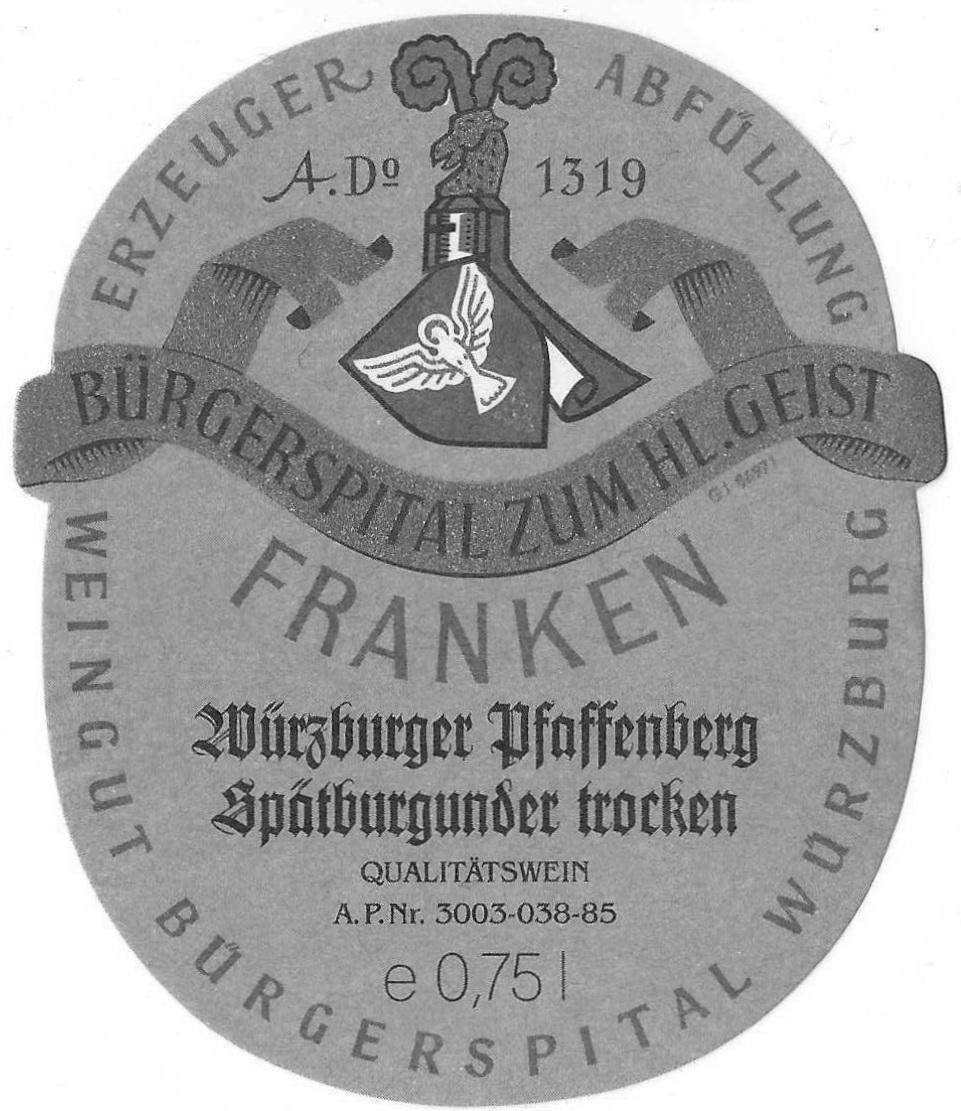 ERZEUGER ABFÜLLUNG
A.Dº 1319
BÜRGERSPITAL ZUM HL. GEIST
FRANKEN
Würzburger Pfaffenberg
Spätburgunder trocken
QUALITÄTSWEIN
A.P.Nr. 3003-038-85
e 0,75 l
WEINGUT BÜRGERSPITAL WÜRZBURG